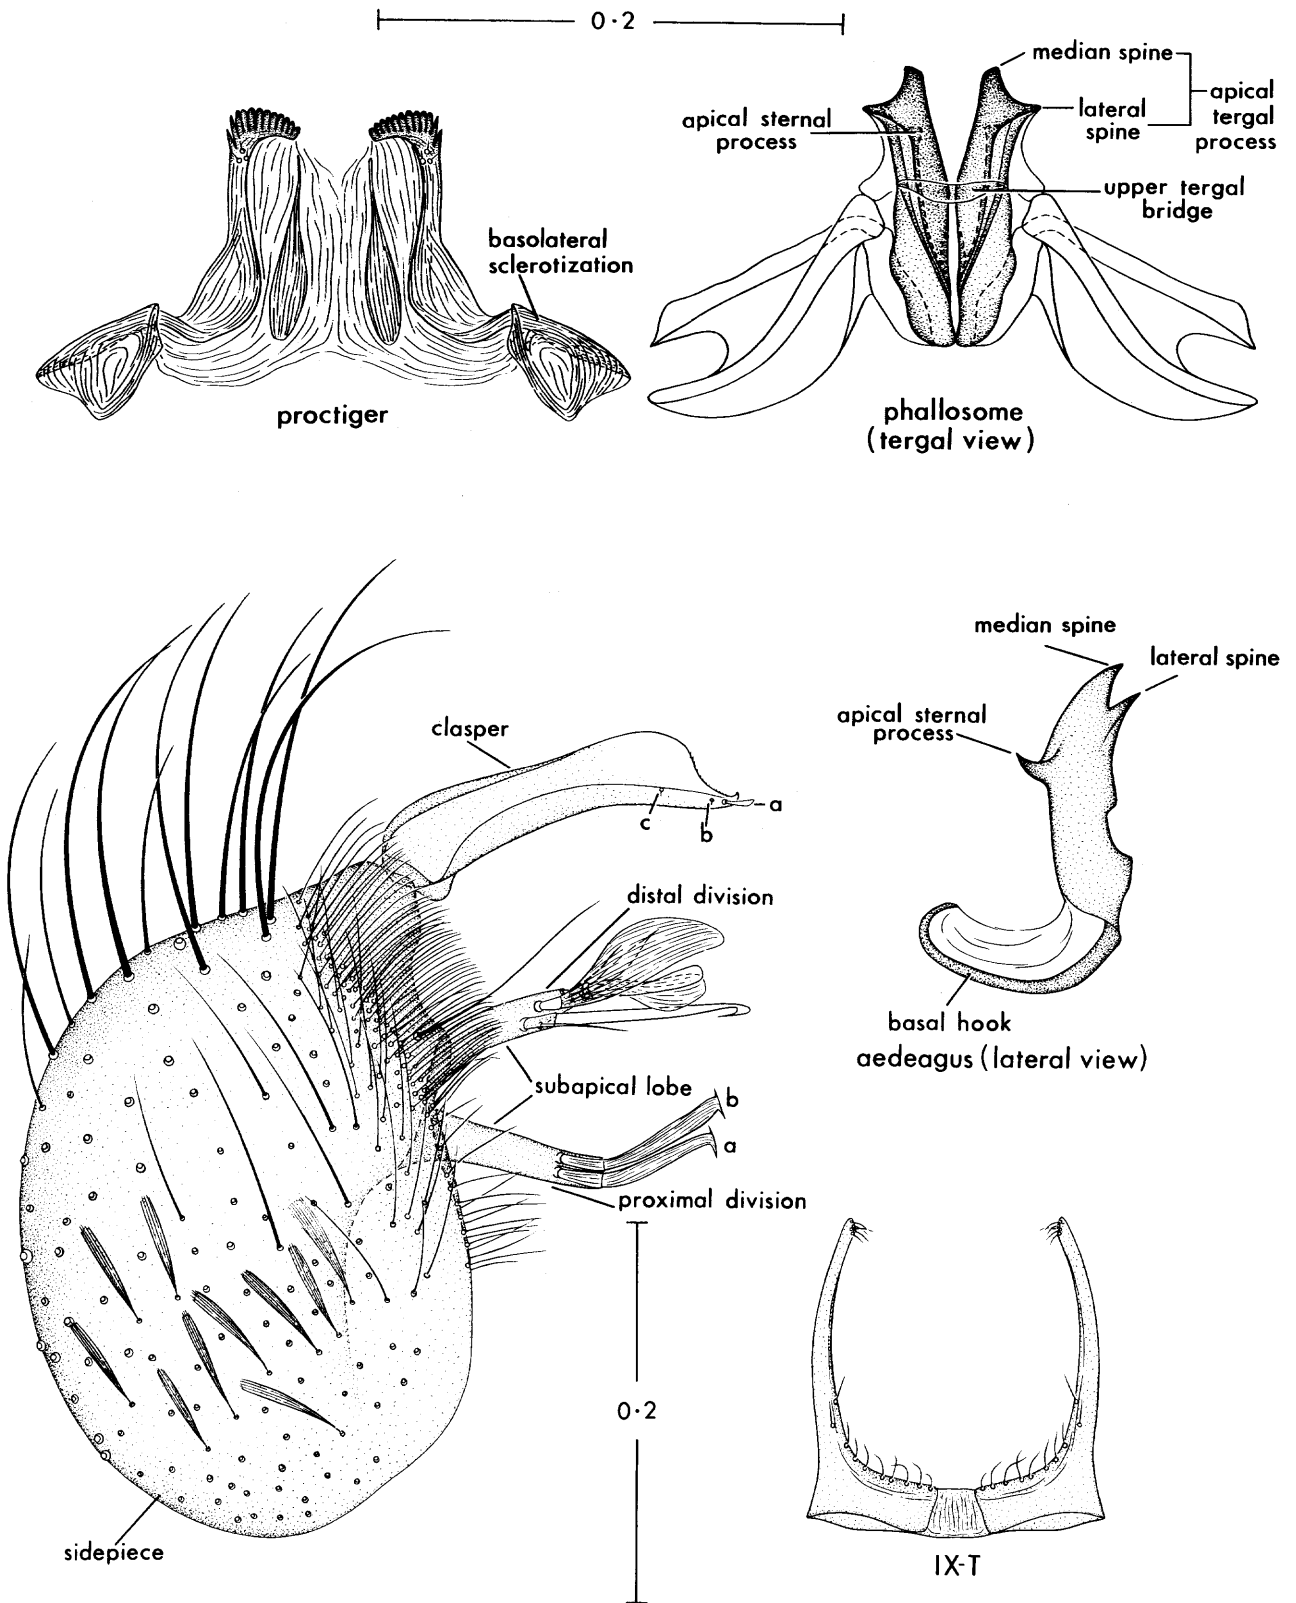 0·2
median spine
apical sternal
process
lateral
spine
apical
tergal
process
upper tergal
bridge
basolateral
sclerotization
proctiger
phallosome
(tergal view)
median spine
lateral spine
apical sternal
process
clasper
a
c
b
distal division
basal hook
aedeagus (lateral view)
subapical lobe
b
a
proximal division
0·2
sidepiece
IX-T